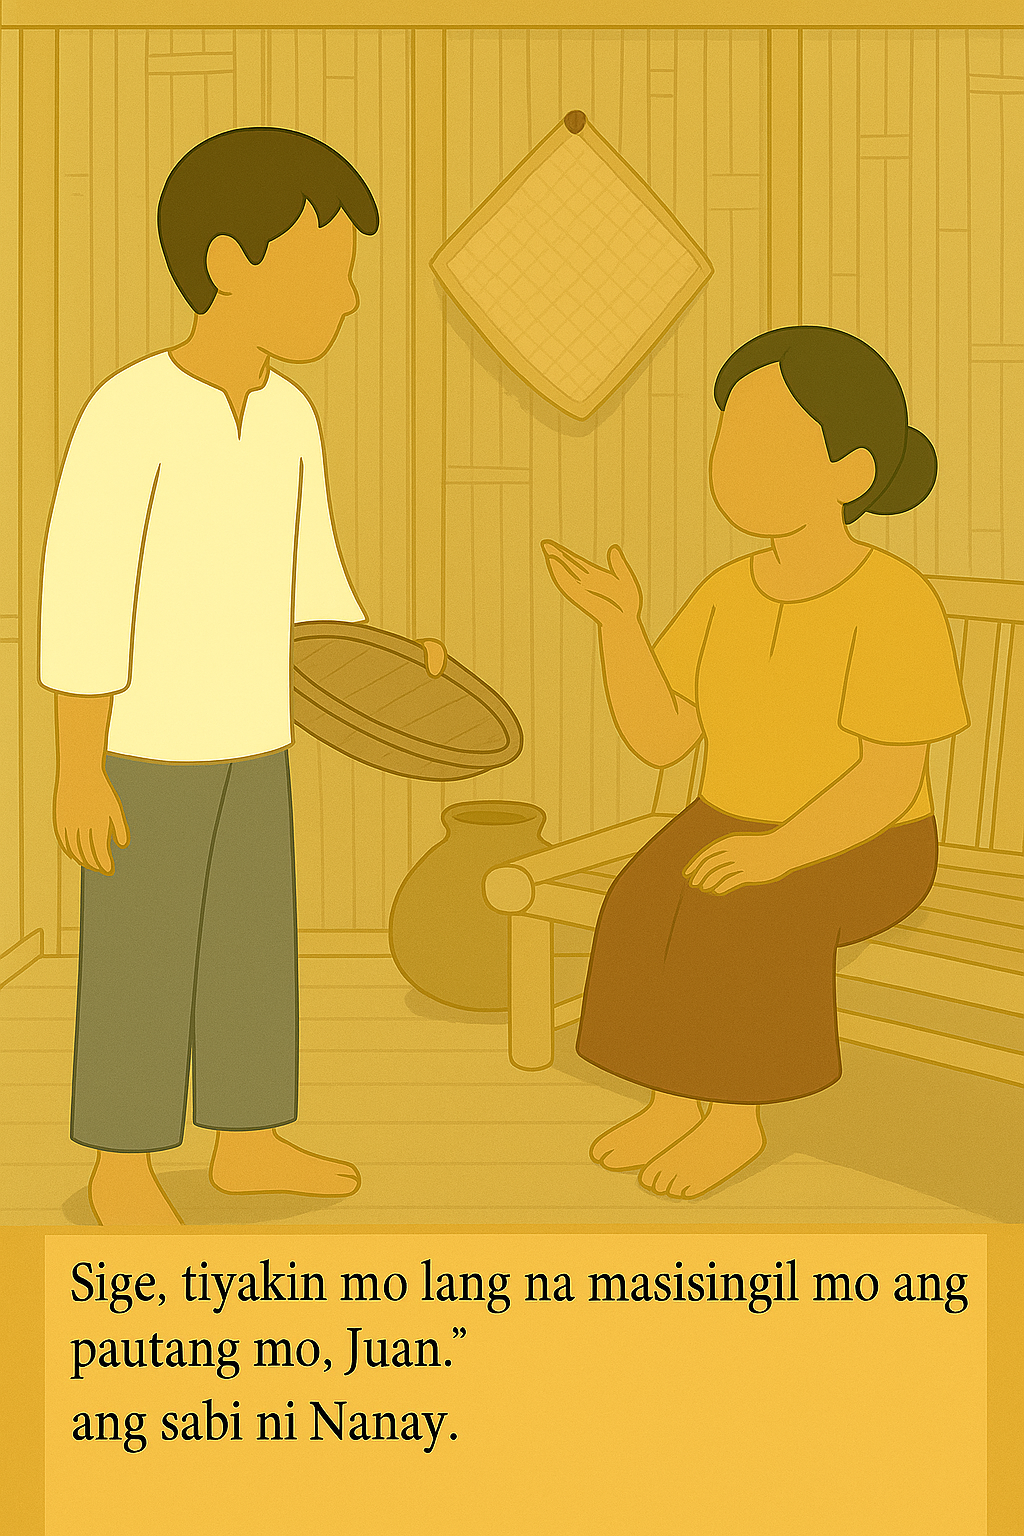 Sige, tiyakin mo lang na masisingil mo ang
pautang mo, Juan.”
ang sabi ni Nanay.